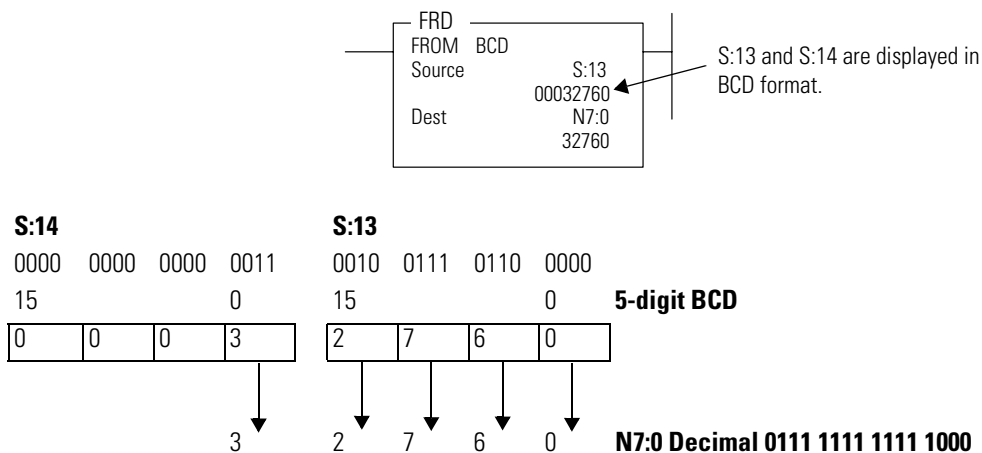 FRD
FROM BCD
Source S:13
00032760
Dest N7:0
32760
S:13 and S:14 are displayed in
BCD format.
S:14 S:13
0000 0000 0000 0011 0010 0111 0110 0000
15 0 15 0 5-digit BCD
0 0 0 3 2 7 6 0
3 2 7 6 0 N7:0 Decimal 0111 1111 1111 1000